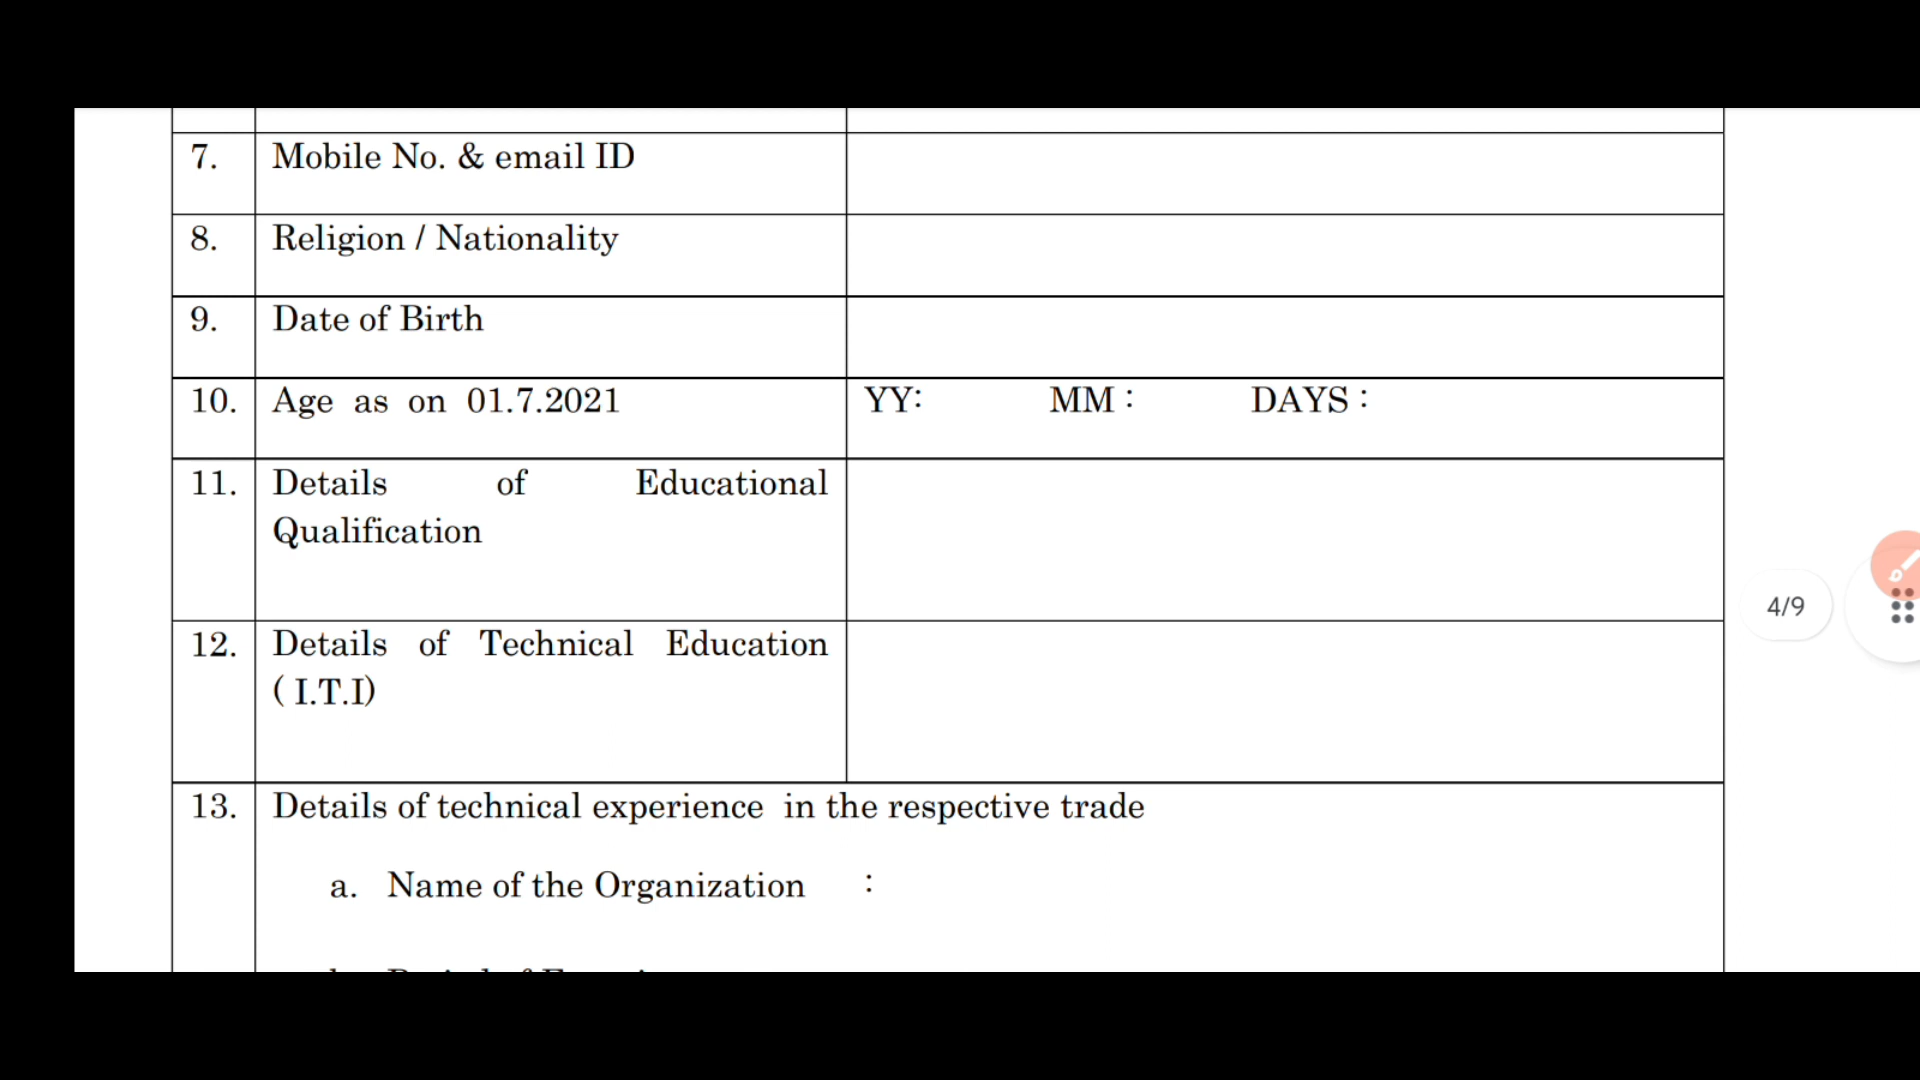 7. Mobile No. & email ID
8. Religion / Nationality
9. Date of Birth
10. Age as on 01.7.2021 YY: MM : DAYS :
11. Details of Educational
Qualification
12. Details of Technical Education
( I.T.I)
4/9
13. Details of technical experience in the respective trade
a. Name of the Organization :